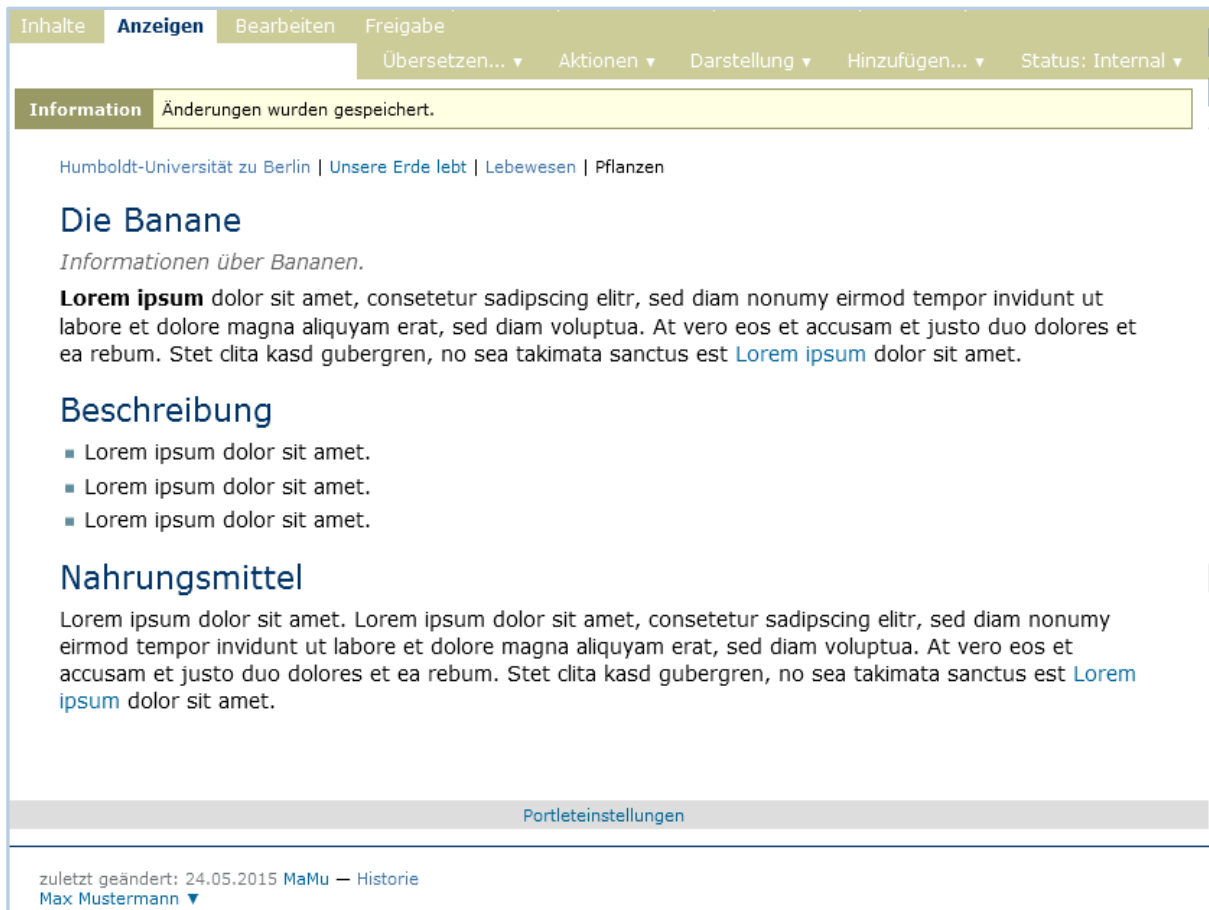 Inhalte Anzeigen Bearbeiten Freigabe
Übersetzen... ▾ Aktionen ▾ Darstellung ▾ Hinzufügen... ▾ Status: Internal ▾
Information Änderungen wurden gespeichert.
Humboldt-Universität zu Berlin | Unsere Erde lebt | Lebewesen | Pflanzen
Die Banane
Informationen über Bananen.
Lorem ipsum dolor sit amet, consetetur sadipscing elitr, sed diam nonumy eirmod tempor invidunt ut
labore et dolore magna aliquyam erat, sed diam voluptua. At vero eos et accusam et justo duo dolores et
ea rebum. Stet clita kasd gubergren, no sea takimata sanctus est Lorem ipsum dolor sit amet.
Beschreibung
▪ Lorem ipsum dolor sit amet.
▪ Lorem ipsum dolor sit amet.
▪ Lorem ipsum dolor sit amet.
Nahrungsmittel
Lorem ipsum dolor sit amet. Lorem ipsum dolor sit amet, consetetur sadipscing elitr, sed diam nonumy
eirmod tempor invidunt ut labore et dolore magna aliquyam erat, sed diam voluptua. At vero eos et
accusam et justo duo dolores et ea rebum. Stet clita kasd gubergren, no sea takimata sanctus est Lorem
ipsum dolor sit amet.
Portleteinstellungen
zuletzt geändert: 24.05.2015 MaMu — Historie
Max Mustermann ▼